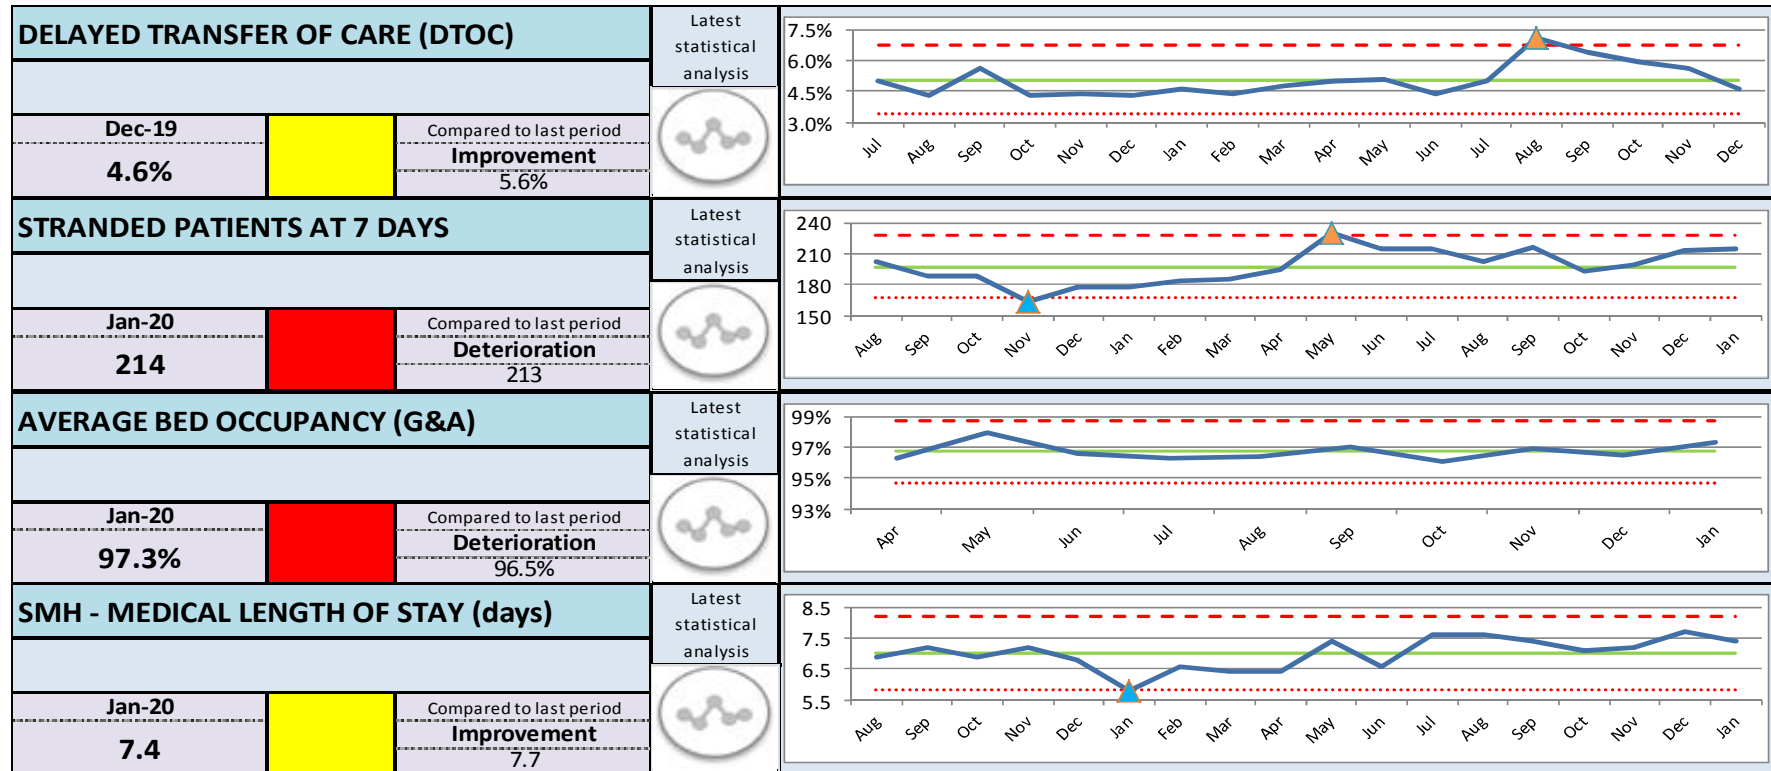 DELAYED TRANSFER OF CARE (DTOC)
Latest
statistical
analysis
Dec-19
4.6%
Compared to last period
Improvement
5.6%
7.5%
6.0%
4.5%
3.0%
Jul Aug Sep Oct Nov Dec Jan Feb Mar Apr May Jun Jul Aug Sep Oct Nov Dec
STRANDED PATIENTS AT 7 DAYS
Latest
statistical
analysis
Jan-20
214
Compared to last period
Deterioration
213
240
210
180
150
Aug Sep Oct Nov Dec Jan Feb Mar Apr May Jun Jul Aug Sep Oct Nov Dec Jan
AVERAGE BED OCCUPANCY (G&A)
Latest
statistical
analysis
Jan-20
97.3%
Compared to last period
Deterioration
96.5%
99%
97%
95%
93%
Apr May Jun Jul Aug Sep Oct Nov Dec Jan
SMH - MEDICAL LENGTH OF STAY (days)
Latest
statistical
analysis
Jan-20
7.4
Compared to last period
Improvement
7.7
8.5
7.5
6.5
5.5
Aug Sep Oct Nov Dec Jan Feb Mar Apr May Jun Jul Aug Sep Oct Nov Dec Jan